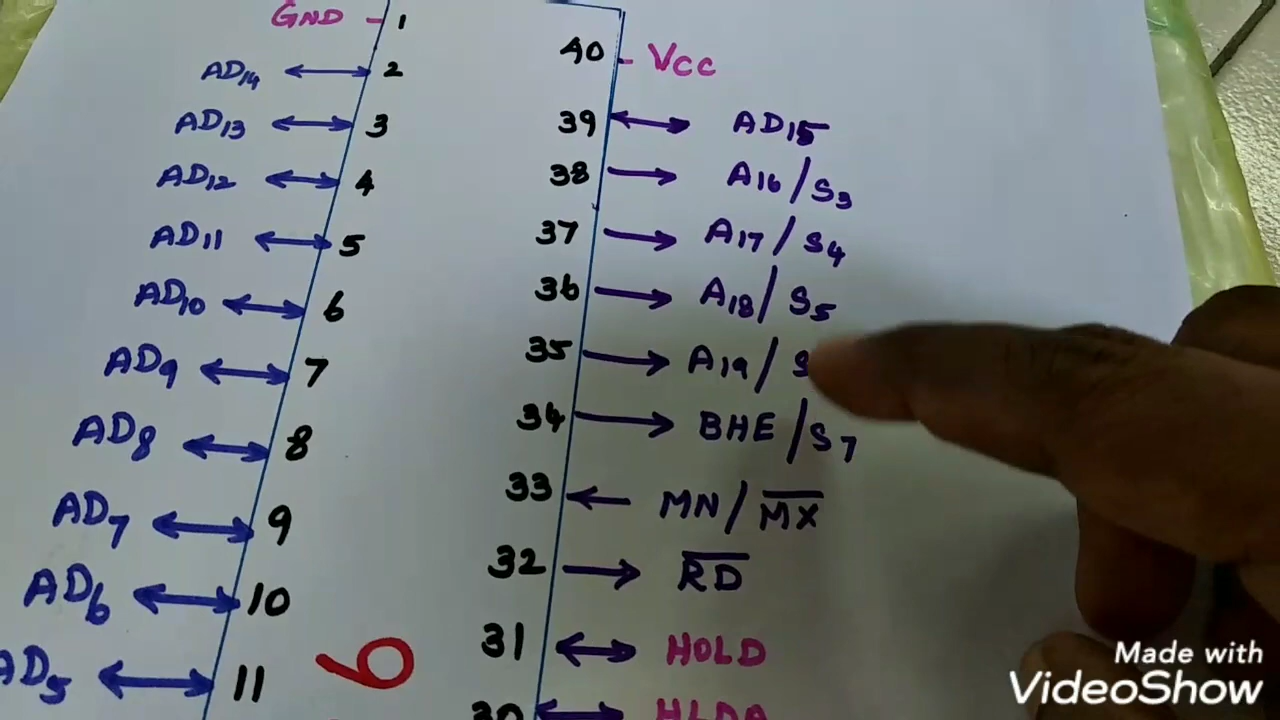 GND 1
AD14 2
AD13 3
AD12 4
AD11 5
AD10 6
AD9 7
AD8 8
AD7 9
AD6 10
AD5 11
6
40 Vcc
39 AD15
38 A16/S3
37 A17/S4
36 A18/S5
35 A19/S
34 BHE/S7
33 MN/M̅X̅
32 R̅D̅
31 HOLD
30 HLDA
Made with
VideoShow